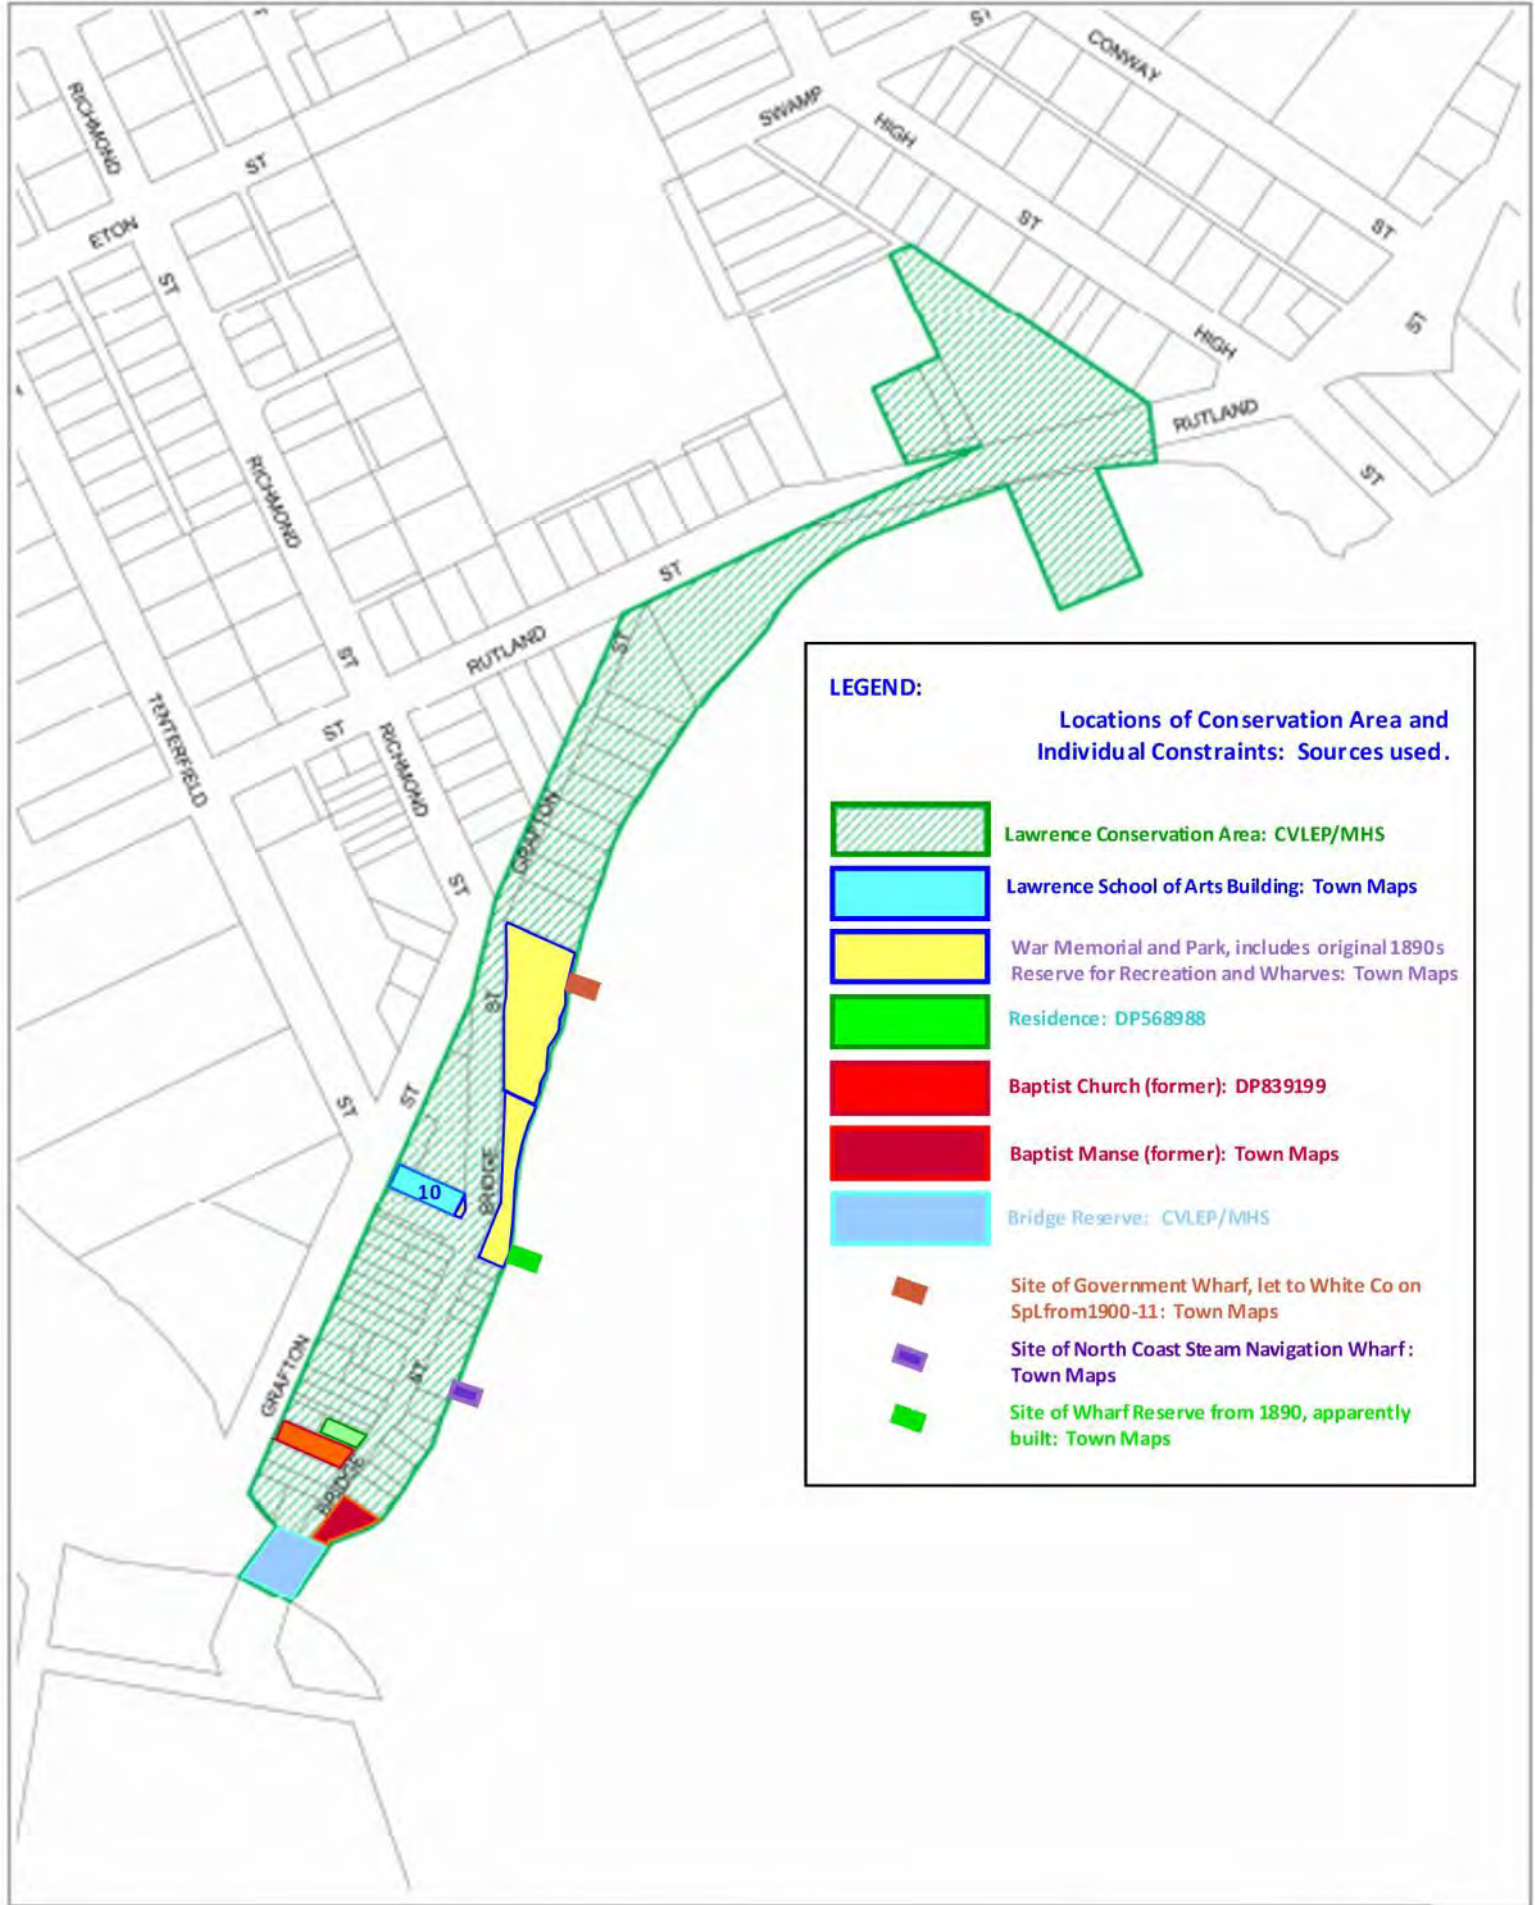 ST
CONWAY
RICHMOND
SWAMP
HIGH
ST
ETON
ST
ST
ST
ST
HIGH
RUTLAND
RICHMOND
ST
ST
RUTLAND
ST
ST
TENTERFIELD
ST
RICHMOND
GRAFTON
ST
ST
ST
ST
BRIDGE
10
GRAFTON
ST
BRIDGE
LEGEND:
Locations of Conservation Area and
Individual Constraints: Sources used.
Lawrence Conservation Area: CVLEP/MHS
Lawrence School of Arts Building: Town Maps
War Memorial and Park, includes original 1890s
Reserve for Recreation and Wharves: Town Maps
Residence: DP568988
Baptist Church (former): DP839199
Baptist Manse (former): Town Maps
Bridge Reserve: CVLEP/MHS
Site of Government Wharf, let to White Co on
SpLfrom1900-11: Town Maps
Site of North Coast Steam Navigation Wharf:
Town Maps
Site of Wharf Reserve from 1890, apparently
built: Town Maps